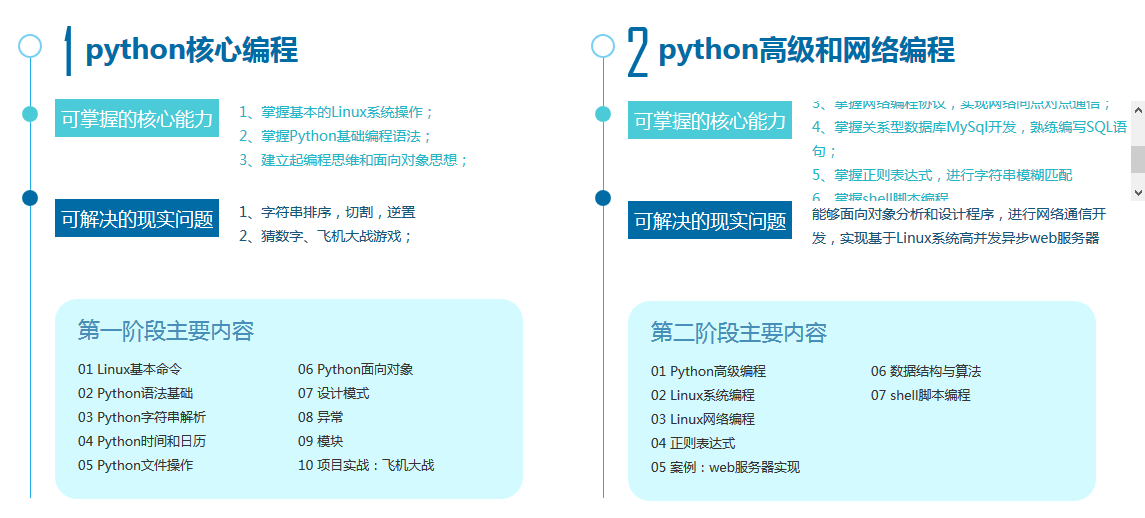 1 python核心编程
可掌握的核心能力
1、掌握基本的Linux系统操作；
2、掌握Python基础编程语法；
3、建立起编程思维和面向对象思想；
可解决的现实问题
1、字符串排序，切割，逆置
2、猜数字、飞机大战游戏；
第一阶段主要内容
01 Linux基本命令
02 Python语法基础
03 Python字符串解析
04 Python时间和日历
05 Python文件操作
06 Python面向对象
07 设计模式
08 异常
09 模块
10 项目实战：飞机大战
2 python高级和网络编程
可掌握的核心能力
3、掌握网络编程协议，实现网络间点对点通信；
4、掌握关系型数据库MySql开发，熟练编写SQL语
句；
5、掌握正则表达式，进行字符串模糊匹配
6、掌握shell脚本编程
可解决的现实问题
能够面向对象分析和设计程序，进行网络通信开
发，实现基于Linux系统高并发异步web服务器
第二阶段主要内容
01 Python高级编程
02 Linux系统编程
03 Linux网络编程
04 正则表达式
05 案例：web服务器实现
06 数据结构与算法
07 shell脚本编程